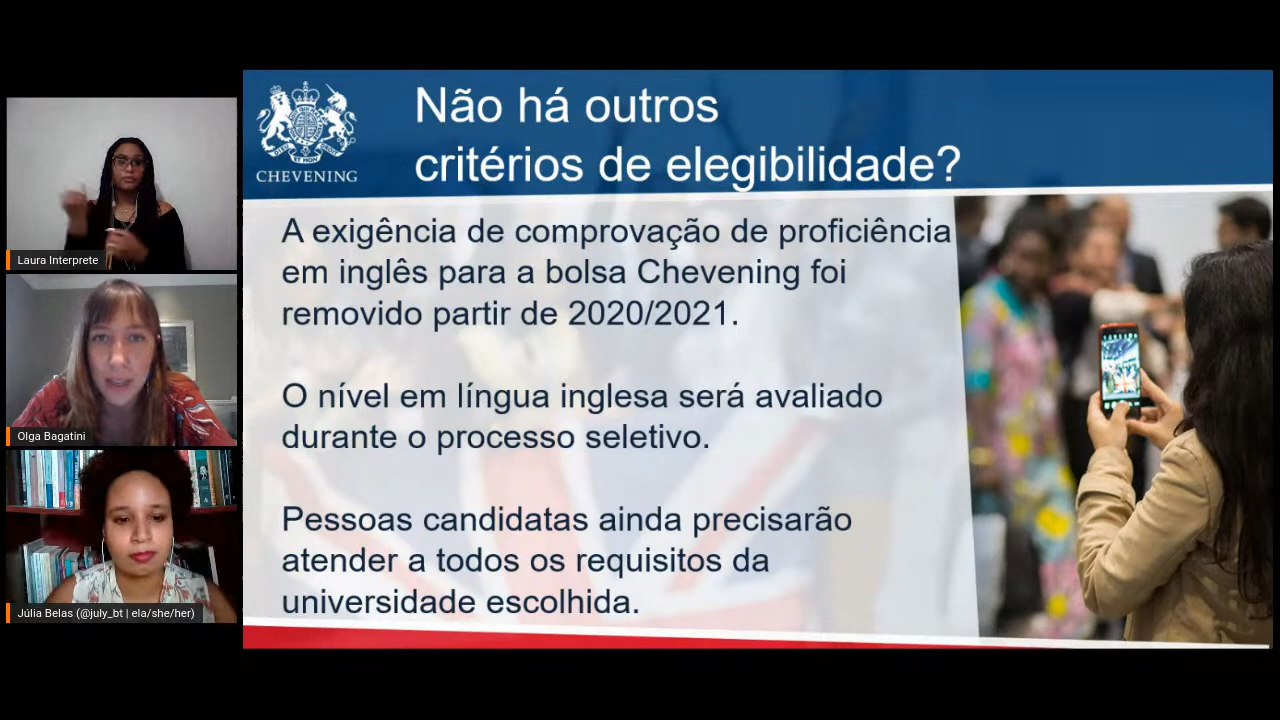 Não há outros
critérios de elegibilidade?
CHEVENING
A exigência de comprovação de proficiência
em inglês para a bolsa Chevening foi
removido partir de 2020/2021.
O nível em língua inglesa será avaliado
durante o processo seletivo.
Pessoas candidatas ainda precisarão
atender a todos os requisitos da
universidade escolhida.
Laura Interprete
Olga Bagatini
Júlia Belas (@july_bt | ela/she/her)